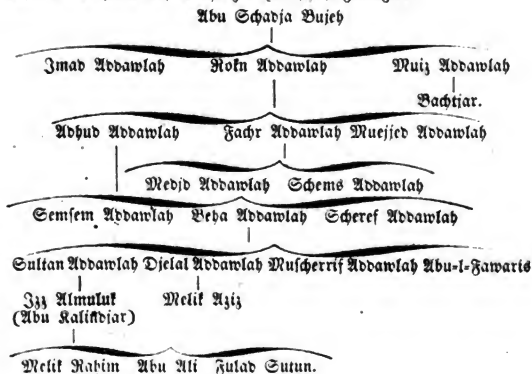 Abu Schadja Bujeh
Imad Addawlah Rokn Addawlah Muiz Addawlah
Bachtjar.
Adhud Addawlah Fachr Addawlah Muejjed Addawlah
Medjd Addawlah Schems Addawlah
Semsem Addawlah Beha Addawlah Scheref Addawlah
Sultan Addawlah Djelal Addawlah Muscherrif Addawlah Abu-l-Fawaris
Izz Almuluk Melik Aziz
(Abu Kalikdjar)
Melik Rahim Abu Ali Fulad Sutun.